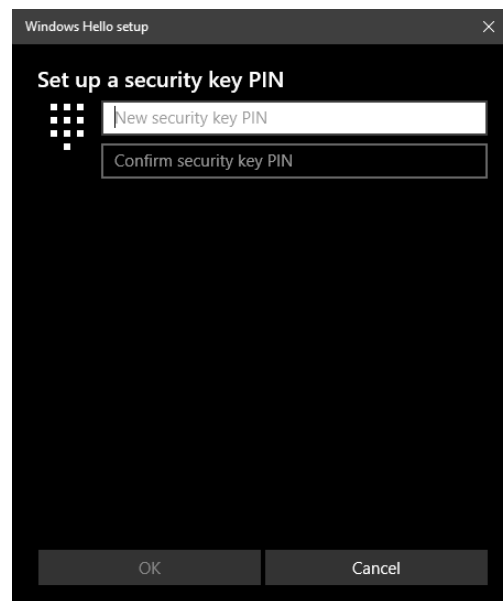 Windows Hello setup
Set up a security key PIN
New security key PIN
Confirm security key PIN
OK
Cancel